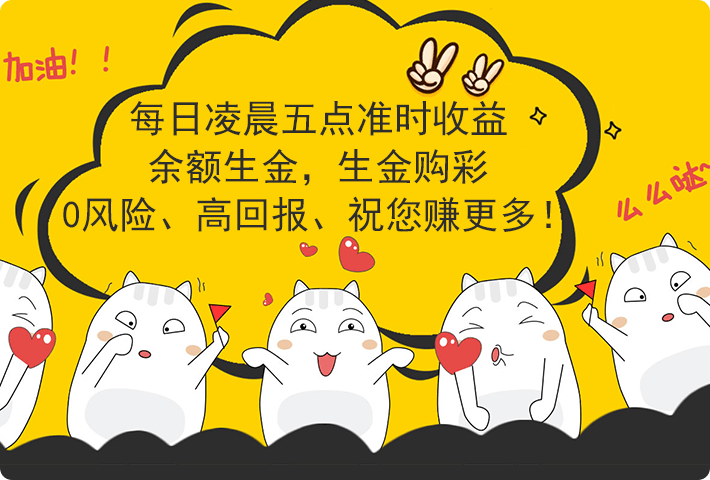 加油！！
每日凌晨五点准时收益
余额生金，生金购彩
0风险、高回报、祝您赚更多！
么么哒~